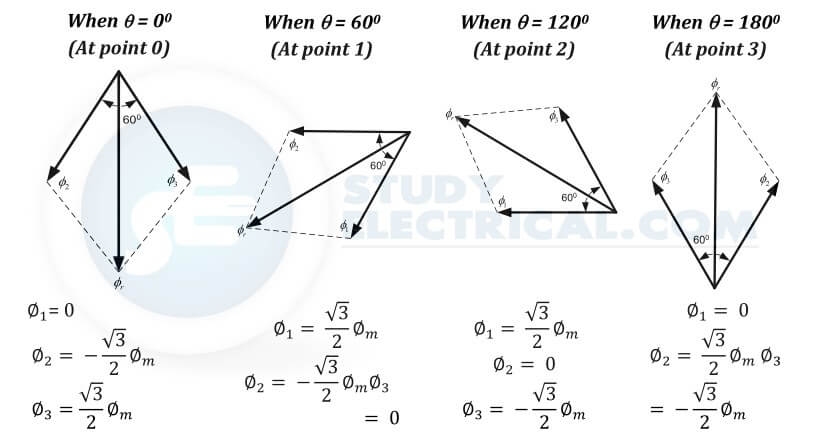 When θ = 0⁰
(At point 0)
60⁰
ϕ₂
ϕ₃
ϕᵣ
∅₁= 0
∅₂ = −√3/2 ∅ₘ
∅₃ = √3/2 ∅ₘ
When θ = 60⁰
(At point 1)
ϕ₂
60⁰
ϕᵣ
ϕ₁
∅₁ = √3/2 ∅ₘ
∅₂ = −√3/2 ∅ₘ∅₃
= 0
When θ = 120⁰
(At point 2)
ϕᵣ
ϕ₃
60⁰
ϕ₁
∅₁ = √3/2 ∅ₘ
∅₂ = 0
∅₃ = −√3/2 ∅ₘ
When θ = 180⁰
(At point 3)
ϕᵣ
ϕ₃
ϕ₂
60⁰
∅₁ = 0
∅₂ = √3/2 ∅ₘ ∅₃
= −√3/2 ∅ₘ
SE
STUDY
ELECTRICAL.COM